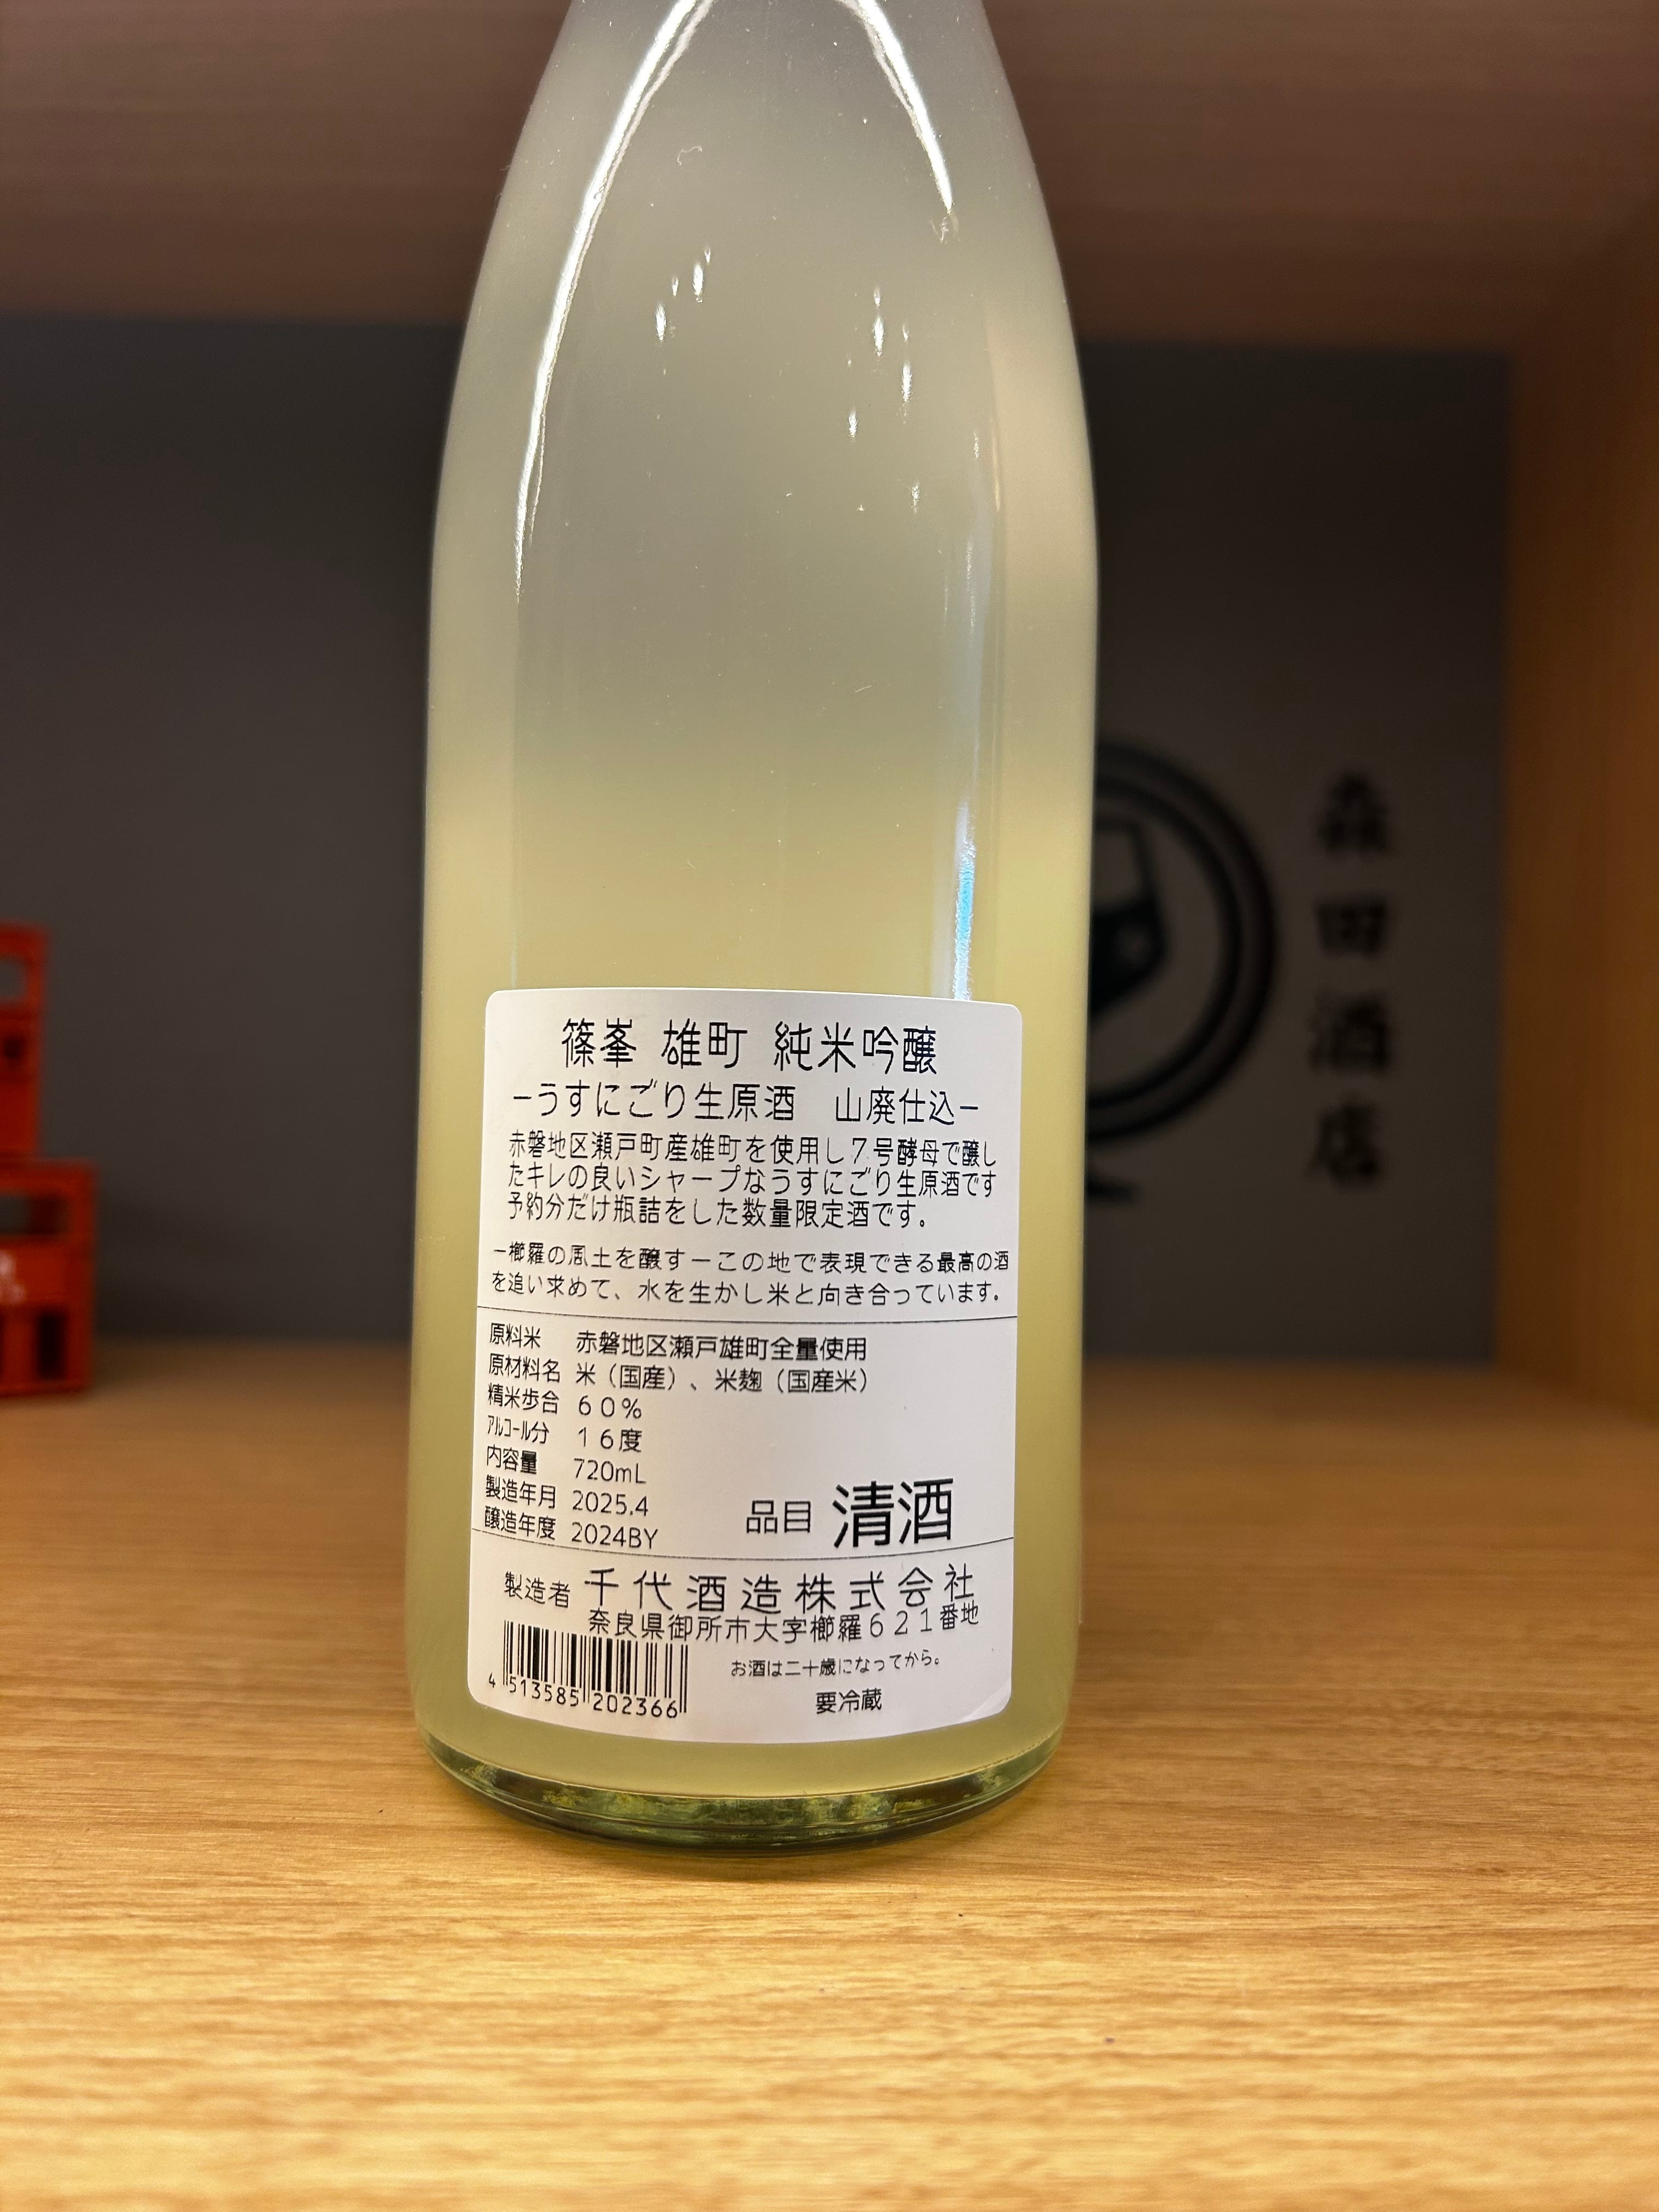 篠峯 雄町 純米吟醸
−うすにごり生原酒 山廃仕込−
赤磐地区瀬戸町産雄町を使用し7号酵母で醸し
たキレの良いシャープなうすにごり生原酒です
予約分だけ瓶詰をした数量限定酒です。
−櫛羅の風土を醸す−この地で表現できる最高の酒
を追い求めて、水を生かし米と向き合っています。
原料米 赤磐地区瀬戸雄町全量使用
原材料名 米（国産）、米麹（国産米）
精米歩合 60%
アルコール分 16度
内容量 720mL
製造年月 2025.4
醸造年度 2024BY
品目 清酒
製造者 千代酒造株式会社
奈良県御所市大字櫛羅621番地
4 513585 202366
お酒は二十歳になってから。
要冷蔵
森田酒店